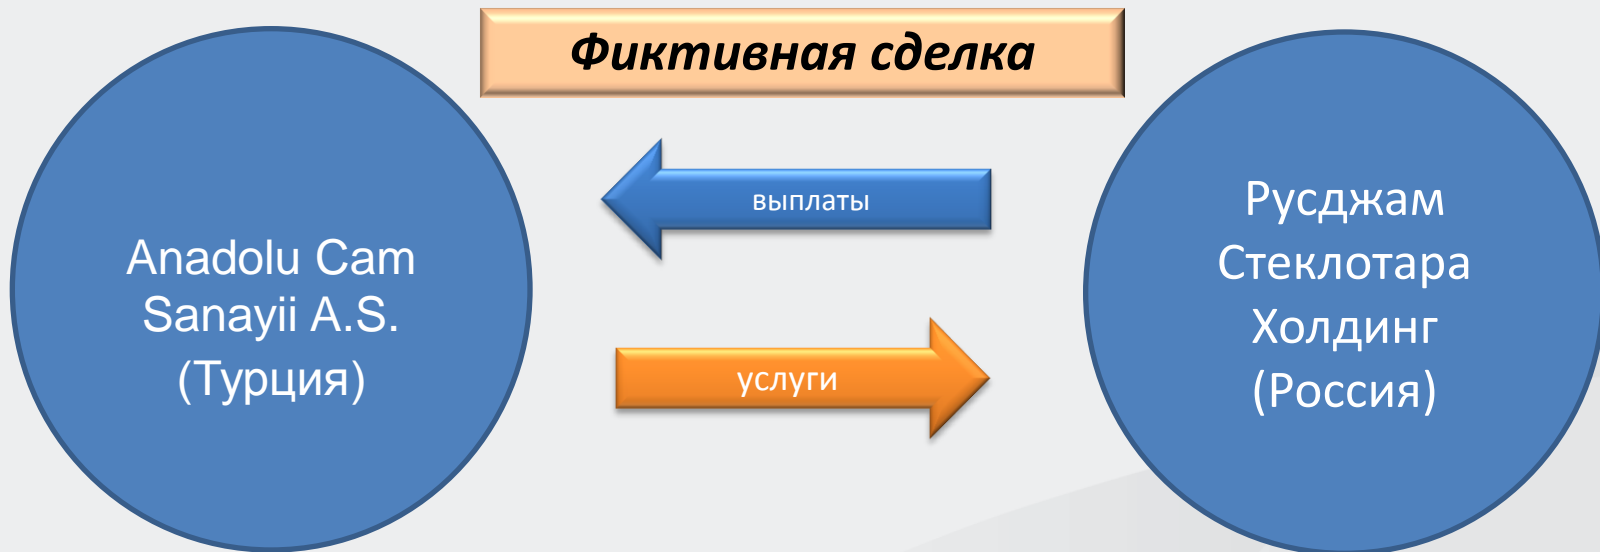 Фиктивная сделка
выплаты
Anadolu Cam
Sanayii A.S.
(Турция)
услуги
Русджам
Стеклотара
Холдинг
(Россия)